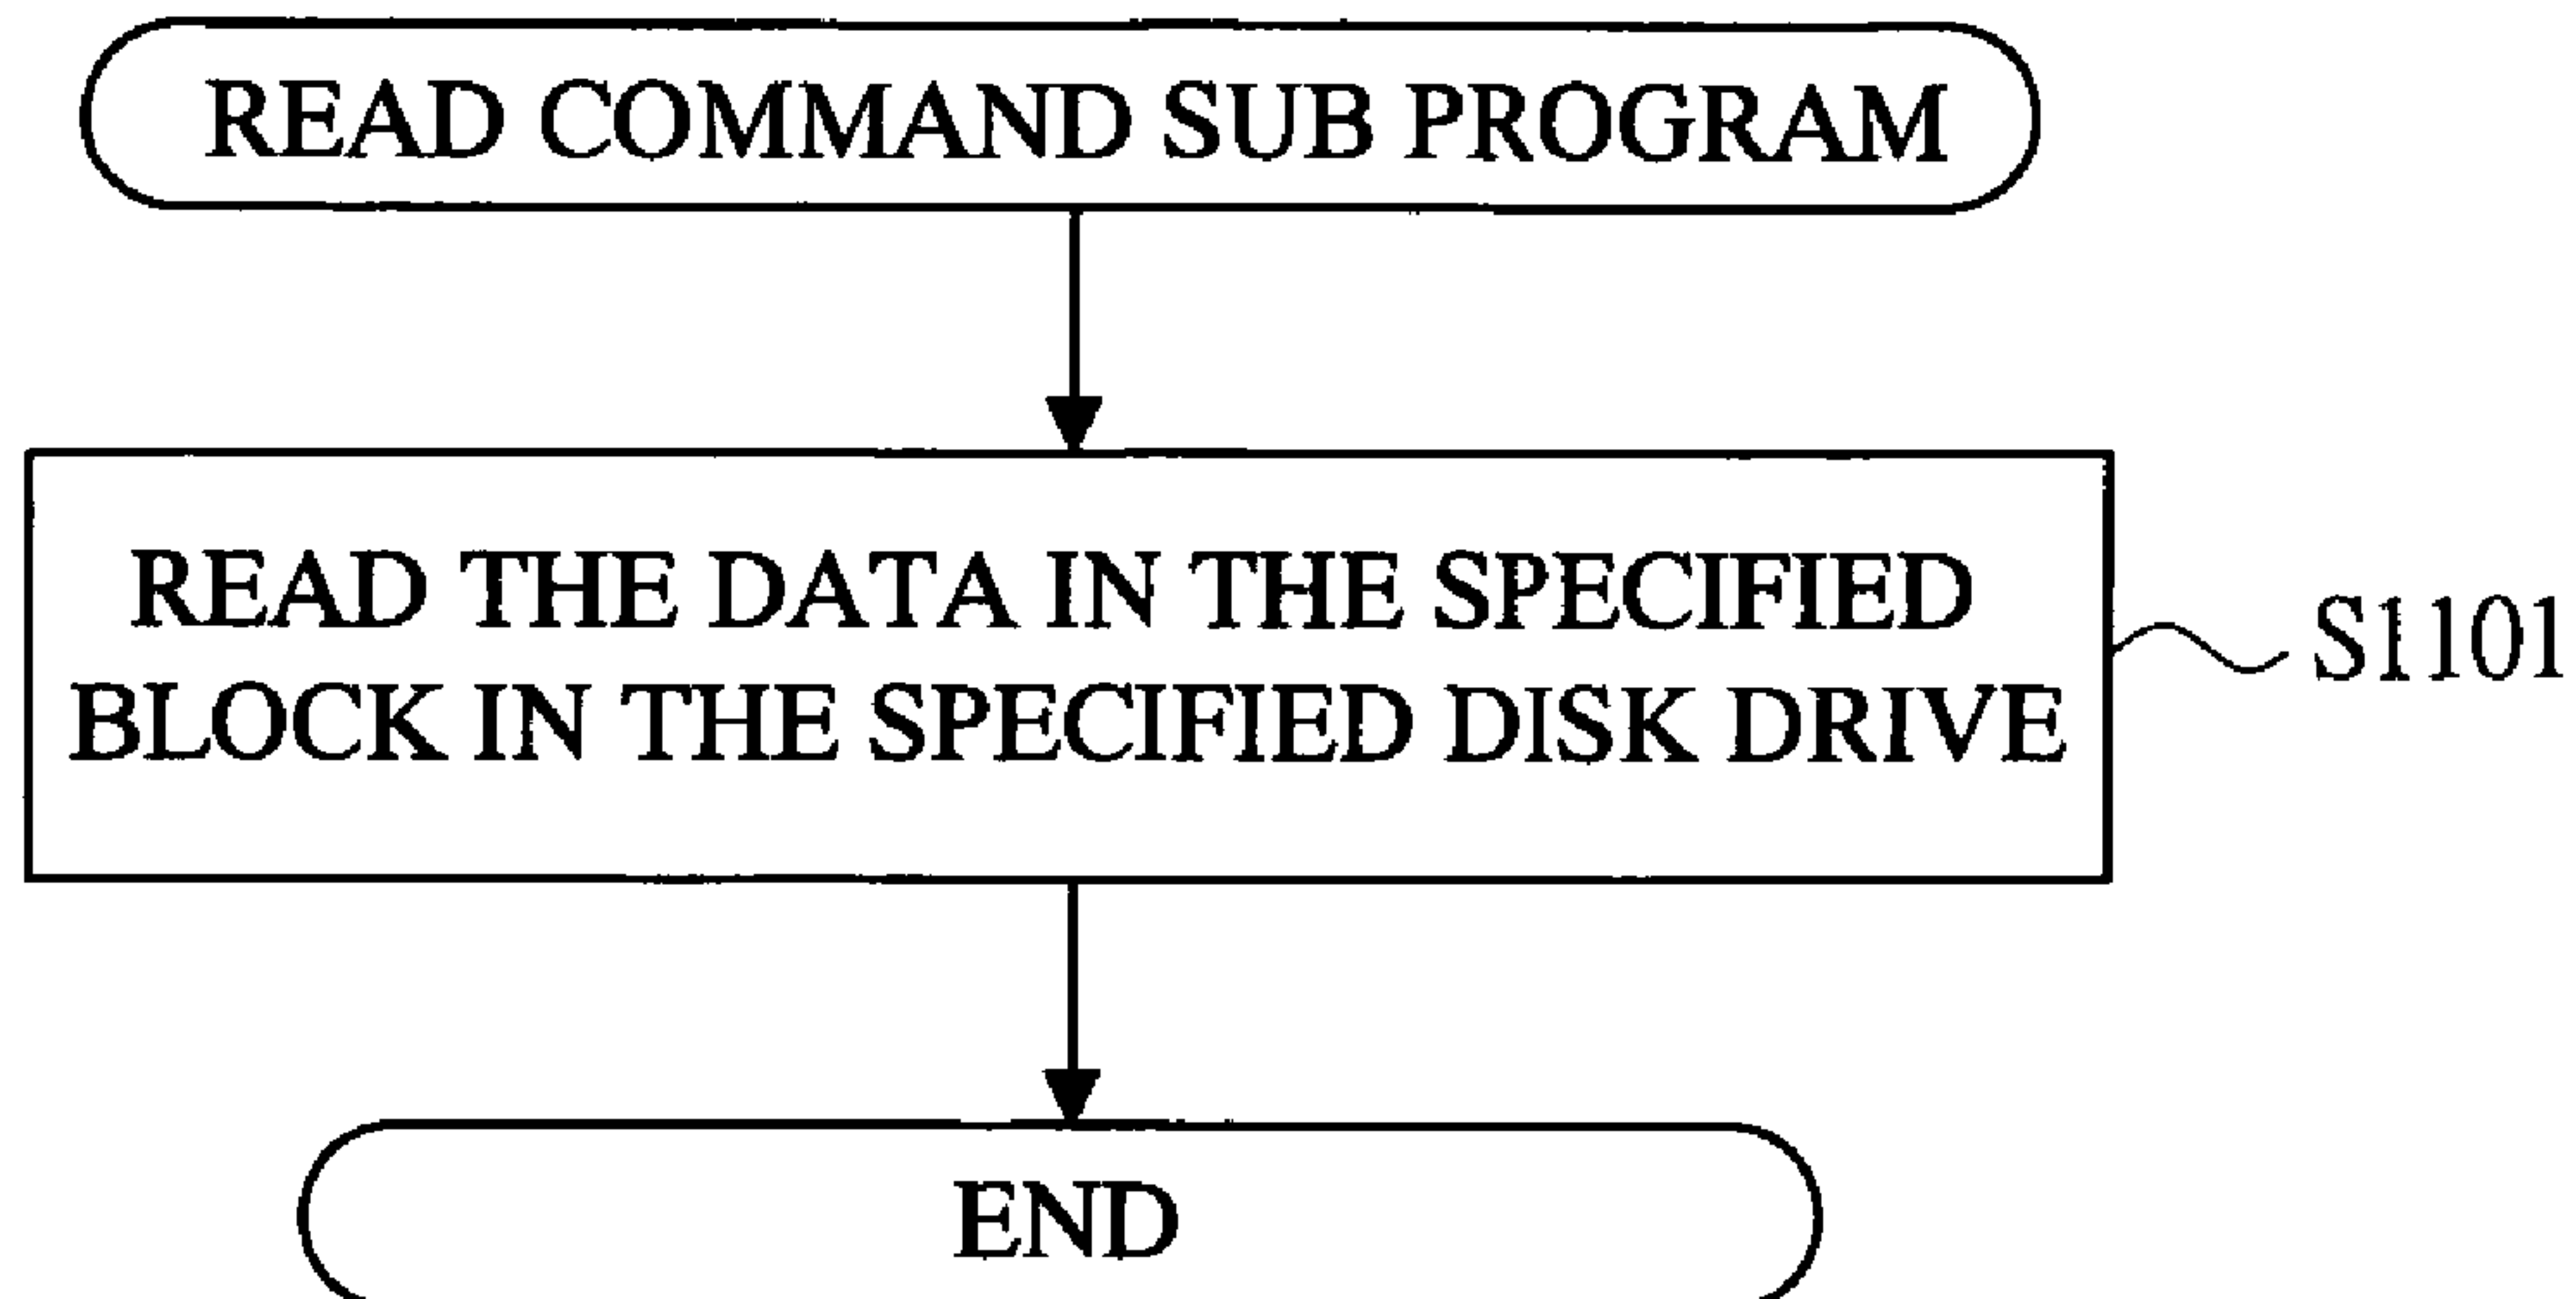 READ COMMAND SUB PROGRAM
READ THE DATA IN THE SPECIFIED
BLOCK IN THE SPECIFIED DISK DRIVE
S1101
END